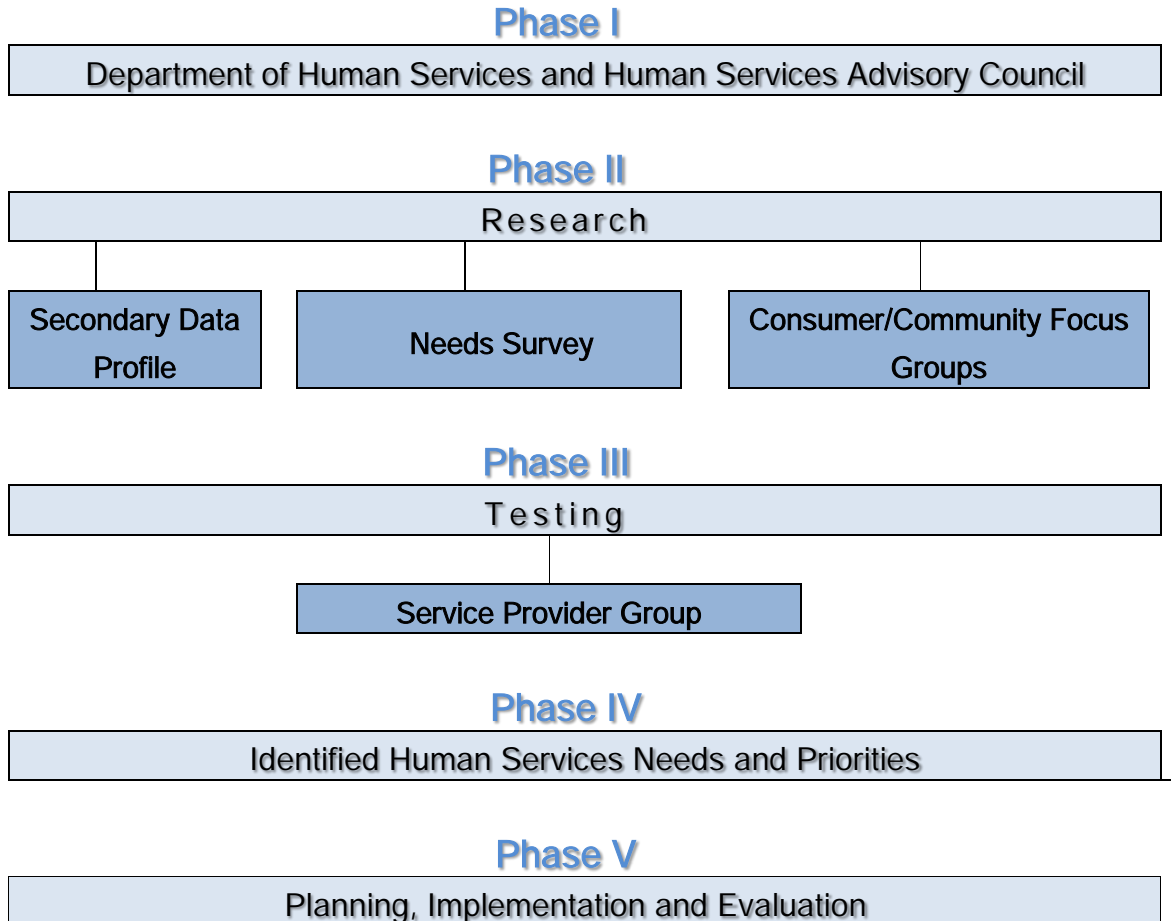 Phase I
Department of Human Services and Human Services Advisory Council
Phase II
Research
Secondary Data
Profile
Needs Survey
Consumer/Community Focus
Groups
Phase III
Testing
Service Provider Group
Phase IV
Identified Human Services Needs and Priorities
Phase V
Planning, Implementation and Evaluation